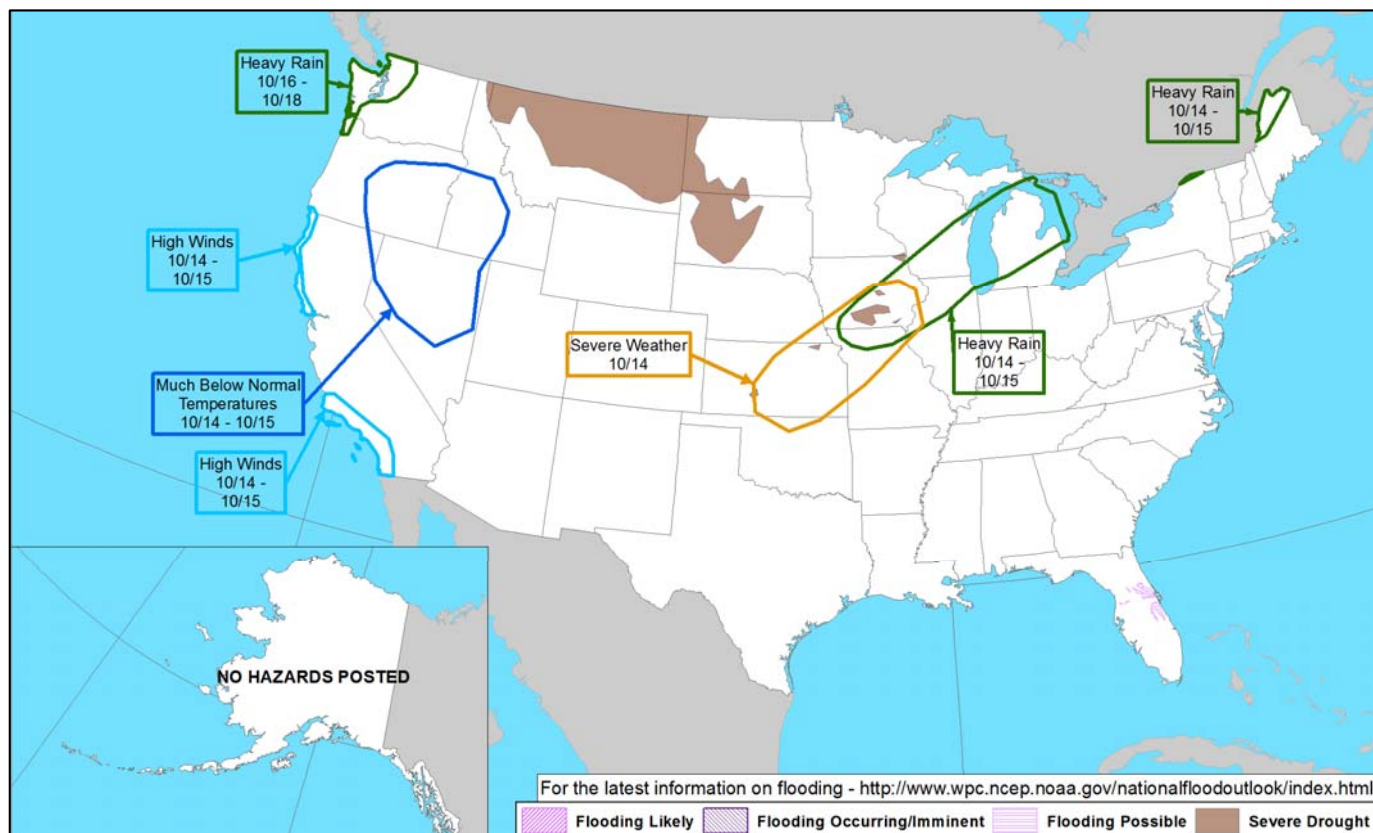 Heavy Rain
10/16 -
10/18
Heavy Rain
10/14 -
10/15
High Winds
10/14 -
10/15
Severe Weather
10/14
Heavy Rain
10/14 -
10/15
Much Below Normal
Temperatures
10/14 - 10/15
High Winds
10/14 -
10/15
NO HAZARDS POSTED
For the latest information on flooding - http://www.wpc.ncep.noaa.gov/nationalfloodoutlook/index.html
Flooding Likely Flooding Occurring/Imminent Flooding Possible Severe Drought